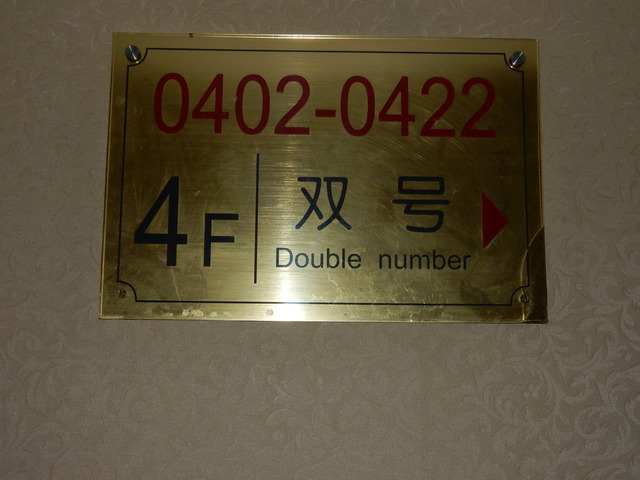 0402-0422
4F
双号
Double number